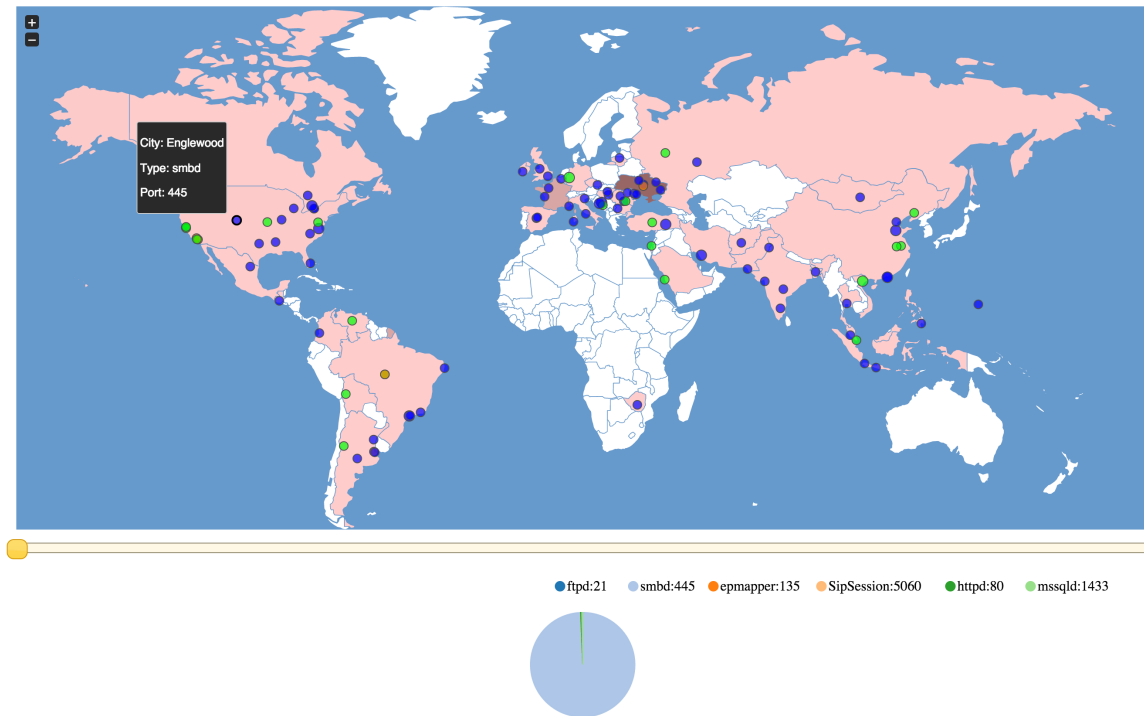 +
−
City: Englewood
Type: smbd
Port: 445
ftpd:21 smbd:445 epmapper:135 SipSession:5060 httpd:80 mssqld:1433